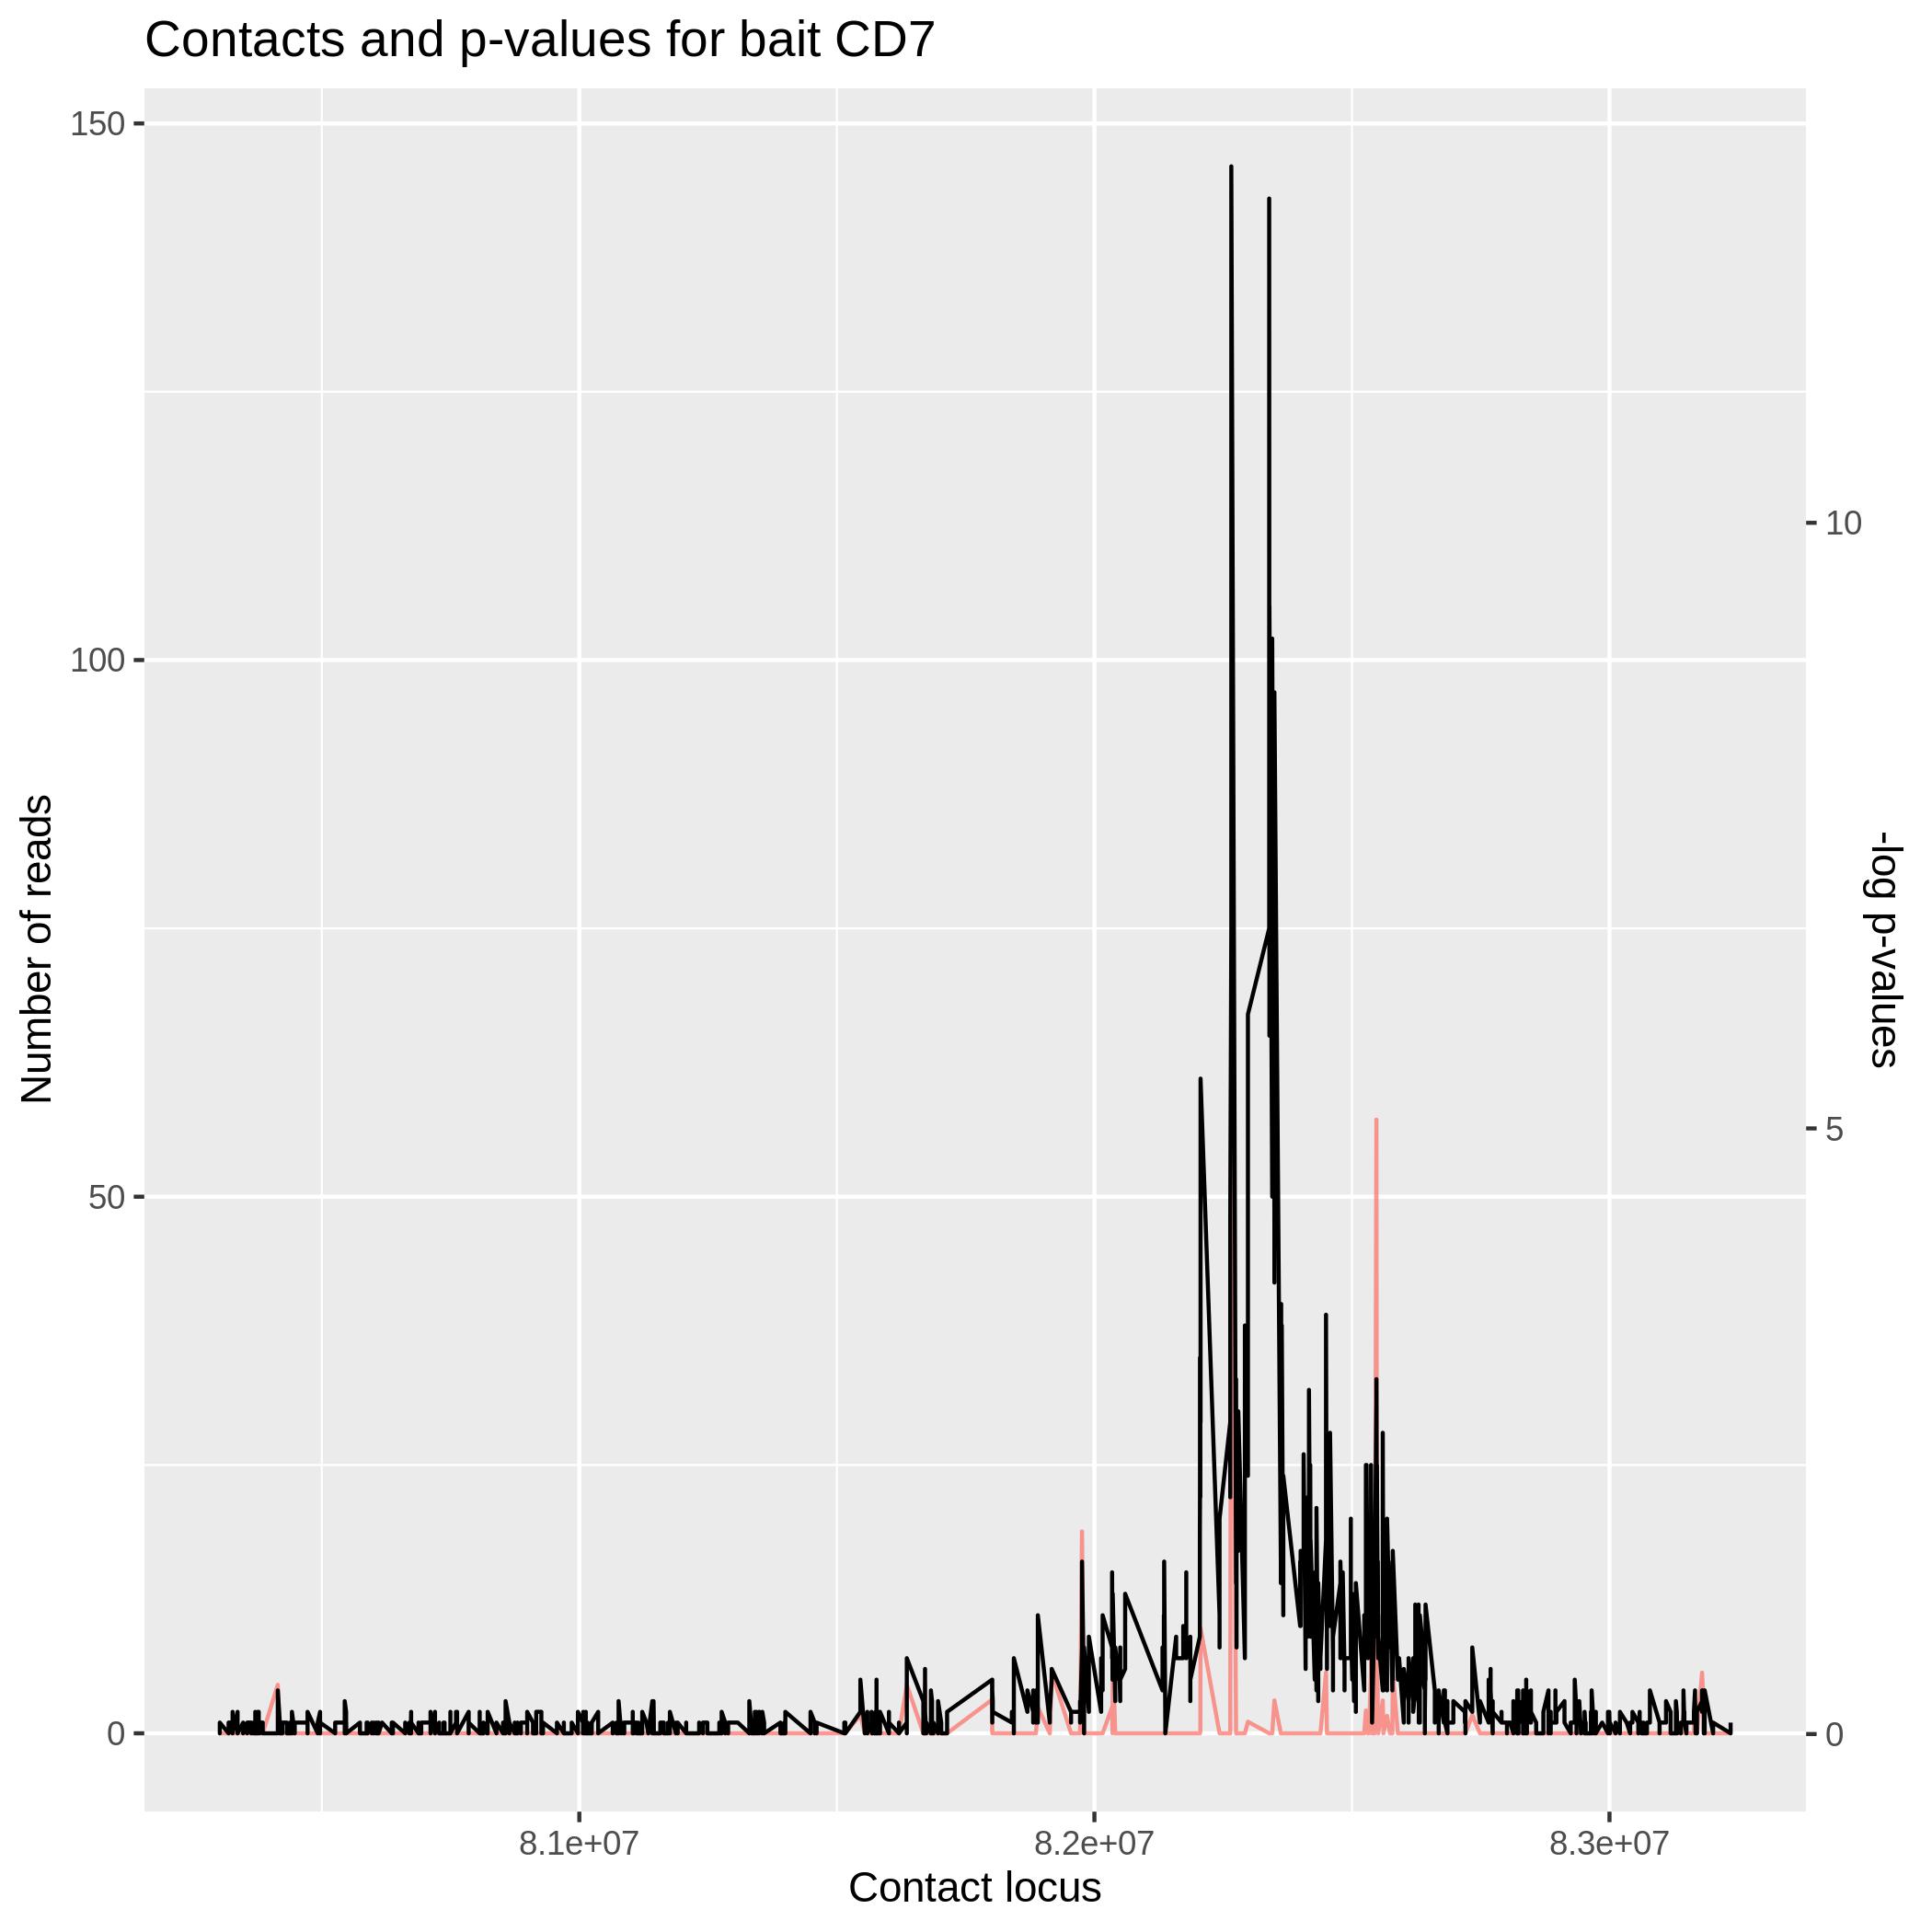 Contacts and p-values for bait CD7
150
100
50
0
Number of reads
10
5
0
-log p-values
8.1e+07
8.2e+07
8.3e+07
Contact locus